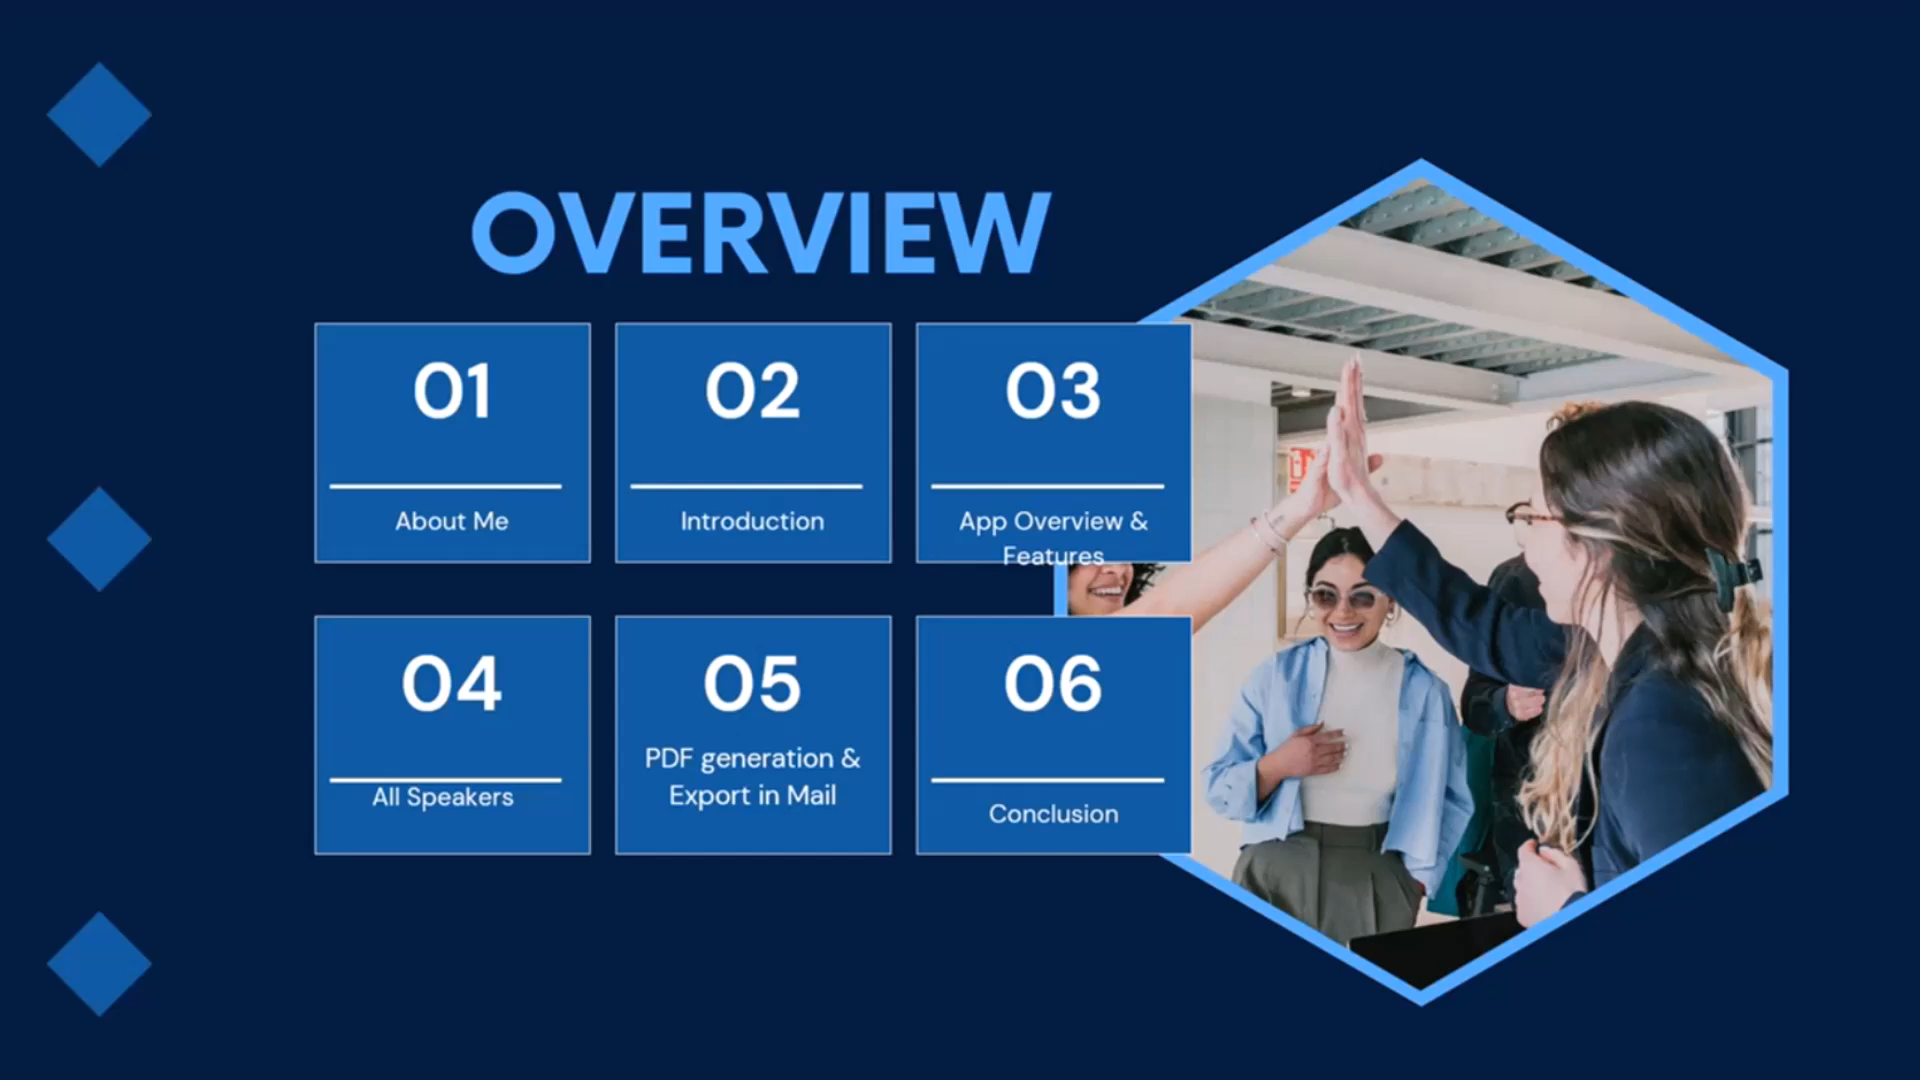 OVERVIEW
01
About Me
02
Introduction
03
App Overview &
Features
04
All Speakers
05
PDF generation &
Export in Mail
06
Conclusion